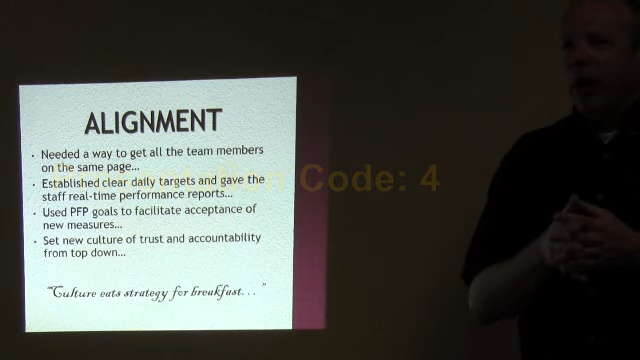 ALIGNMENT
• Needed a way to get all the team members
on the same page...
• Established clear daily targets and gave the
staff real-time performance reports...
• Used PFP goals to facilitate acceptance of
new measures...
• Set new culture of trust and accountability
from top down...
"Culture eats strategy for breakfast..."
Code: 4